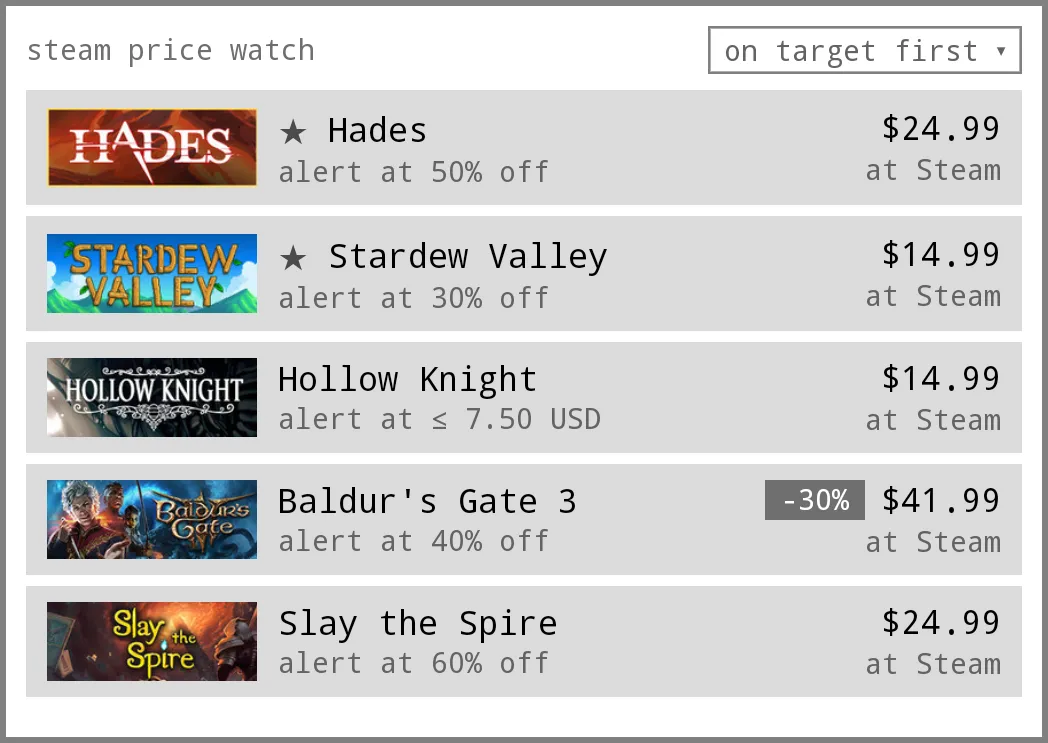 steam price watch
on target first ▾
HADES
★ Hades
$24.99
alert at 50% off
at Steam
STARDEW
VALLEY
★ Stardew Valley
$14.99
alert at 30% off
at Steam
HOLLOW KNIGHT
Hollow Knight
$14.99
alert at ≤ 7.50 USD
at Steam
Baldur's
Gate
Baldur's Gate 3
-30% $41.99
alert at 40% off
at Steam
Slay the
Spire
Slay the Spire
$24.99
alert at 60% off
at Steam